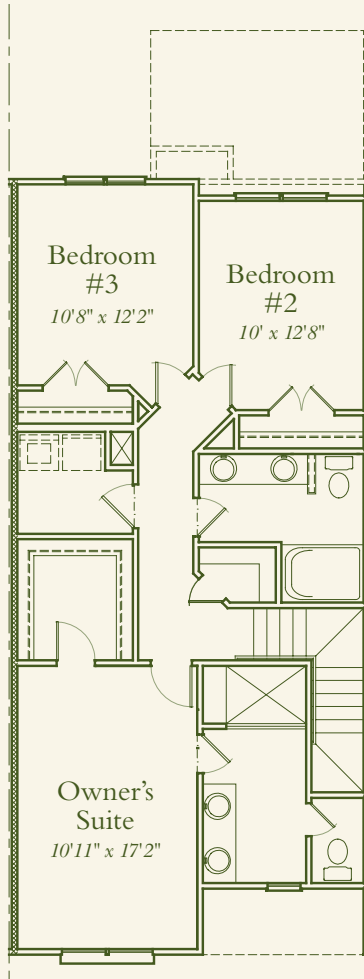 Bedroom
#3
10'8" x 12'2"
Bedroom
#2
10' x 12'8"
Owner's
Suite
10'11" x 17'2"